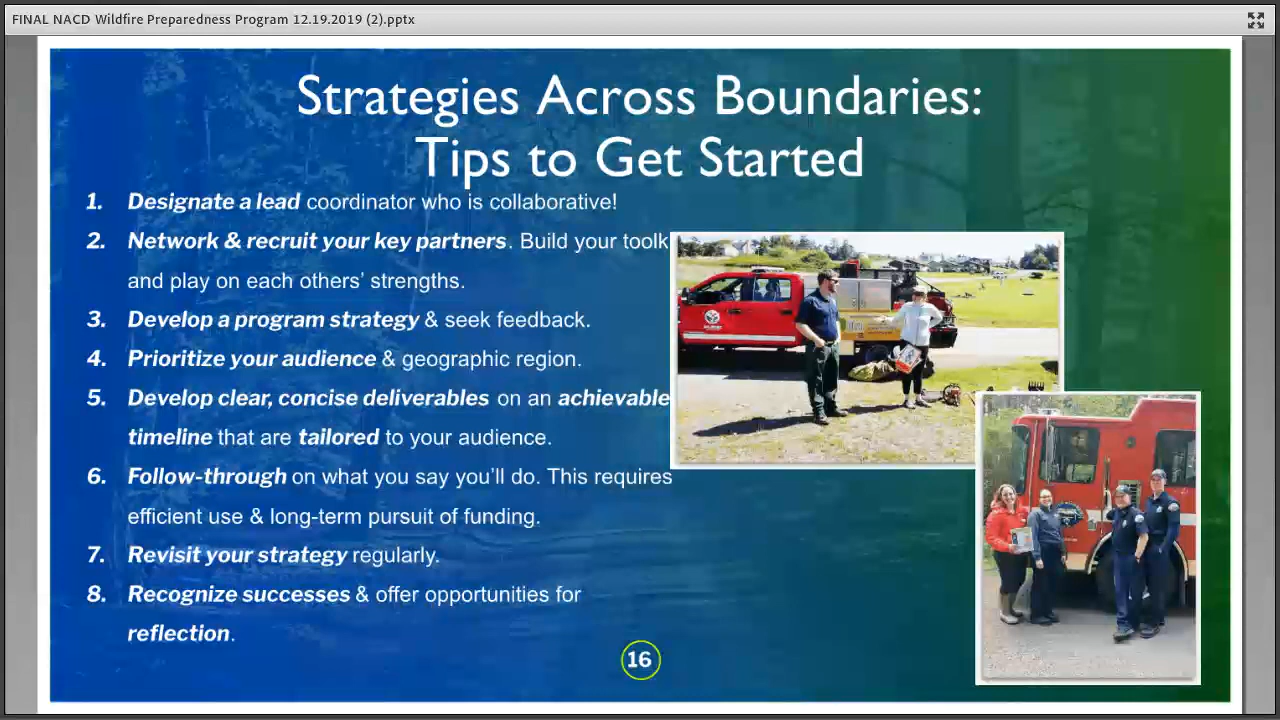 FINAL NACD Wildfire Preparedness Program 12.19.2019 (2).pptx
Strategies Across Boundaries:
Tips to Get Started
1. Designate a lead coordinator who is collaborative!
2. Network & recruit your key partners. Build your toolk
and play on each others' strengths.
3. Develop a program strategy & seek feedback.
4. Prioritize your audience & geographic region.
5. Develop clear, concise deliverables on an achievable
timeline that are tailored to your audience.
6. Follow-through on what you say you'll do. This requires
efficient use & long-term pursuit of funding.
7. Revisit your strategy regularly.
8. Recognize successes & offer opportunities for
reflection.
16